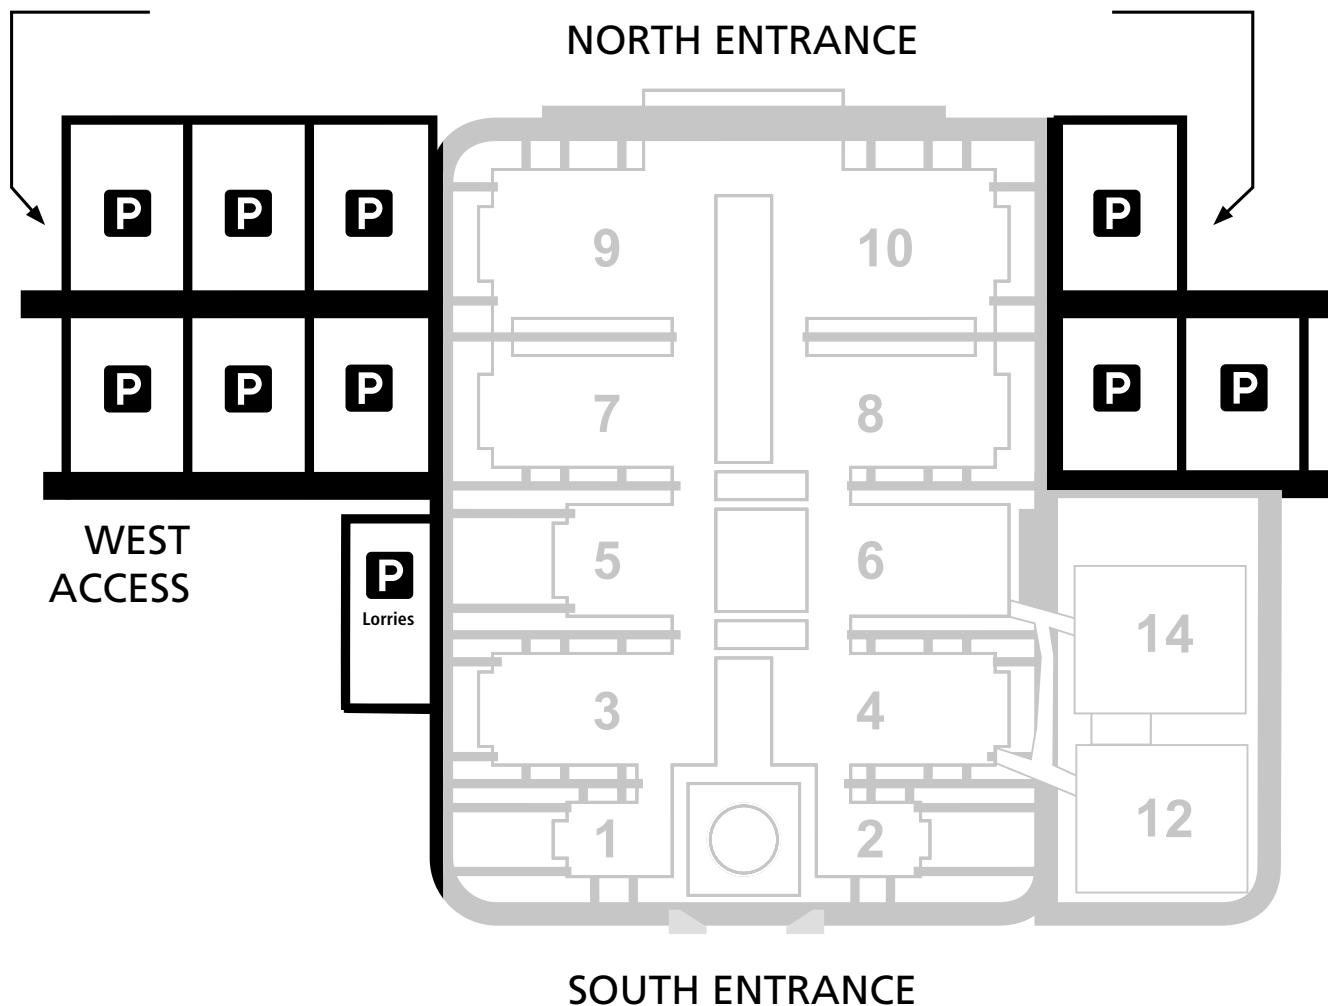 NORTH ENTRANCE
P P P P
9 10
P P P P P
7 8
WEST
ACCESS
5 6
P
Lorries
14
3 4
12
1 2
SOUTH ENTRANCE